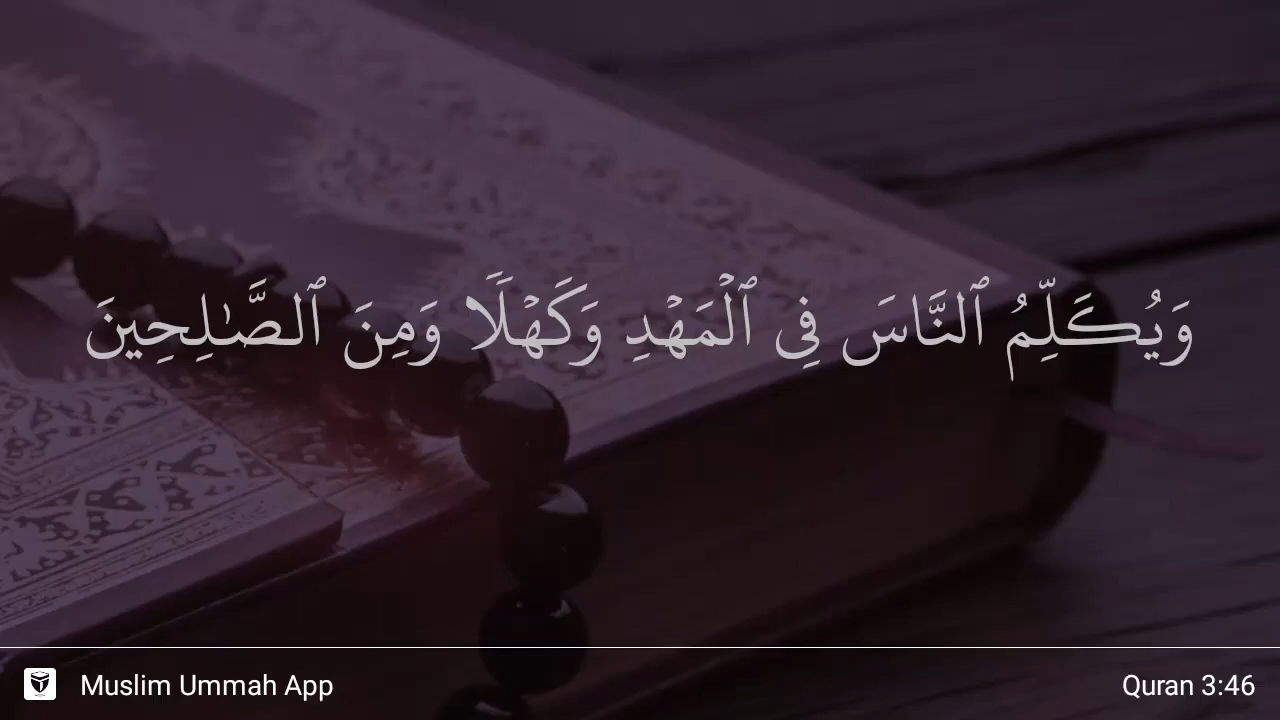 وَيُكَلِّمُ ٱلنَّاسَ فِى ٱلْمَهْدِ وَكَهْلًا وَمِنَ ٱلصَّـٰلِحِينَ
Muslim Ummah App
Quran 3:46